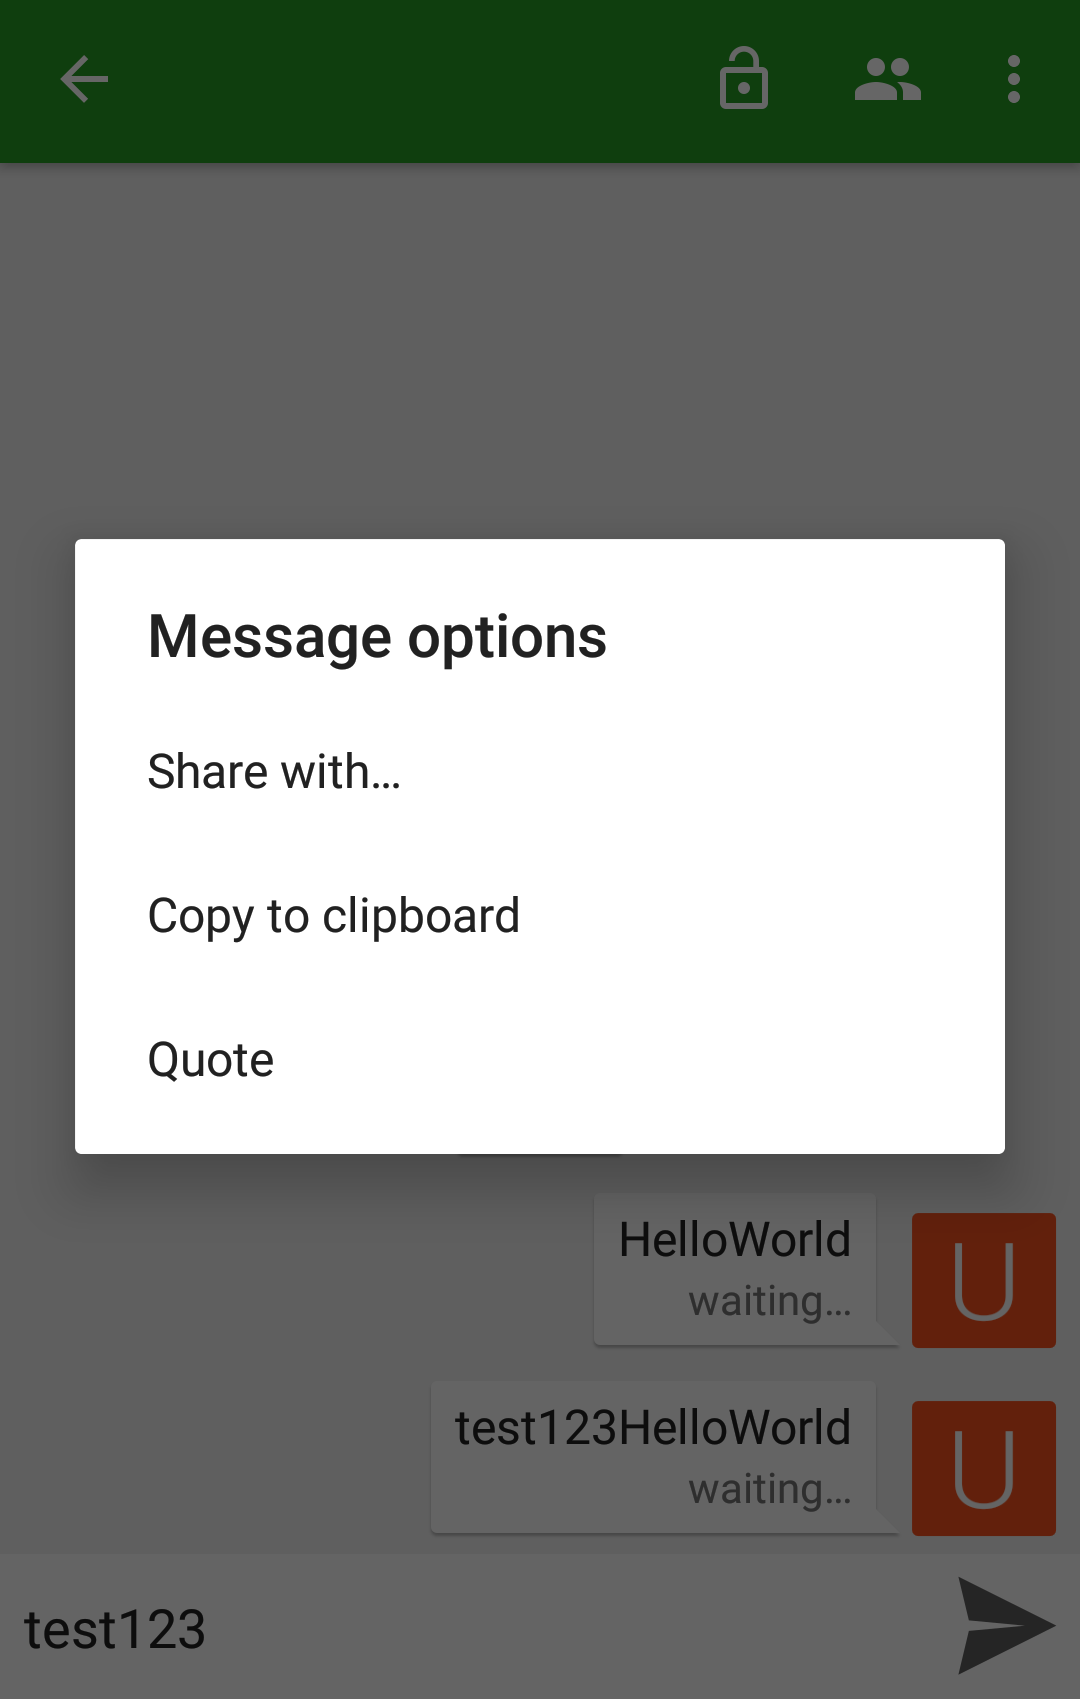 Message options
Share with…
Copy to clipboard
Quote
HelloWorld
waiting…
U
test123HelloWorld
waiting…
U
test123